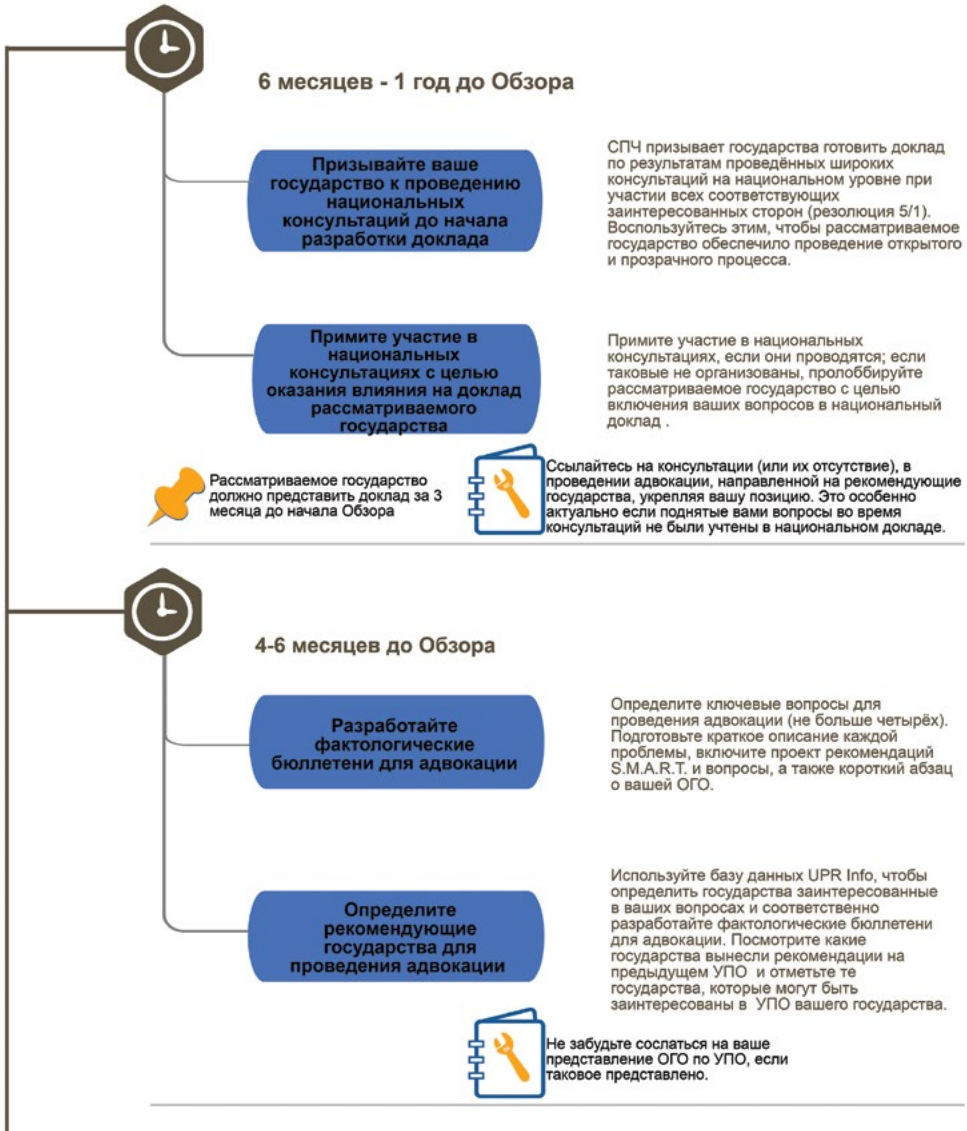 6 месяцев - 1 год до Обзора
Призывайте ваше
государство к проведению
национальных
консультаций до начала
разработки доклада
СПЧ призывает государства готовить доклад
по результатам проведённых широких
консультаций на национальном уровне при
участии всех соответствующих
заинтересованных сторон (резолюция 5/1).
Воспользуйтесь этим, чтобы рассматриваемое
государство обеспечило проведение открытого
и прозрачного процесса.
Примите участие в
национальных
консультациях с целью
оказания влияния на доклад
рассматриваемого
государства
Примите участие в национальных
консультациях, если они проводятся; если
таковые не организованы, пролоббируйте
рассматриваемое государство с целью
включения ваших вопросов в национальный
доклад .
Рассматриваемое государство
должно представить доклад за 3
месяца до начала Обзора
Ссылайтесь на консультации (или их отсутствие), в
проведении адвокации, направленной на рекомендующие
государства, укрепляя вашу позицию. Это особенно
актуально если поднятые вами вопросы во время
консультаций не были учтены в национальном докладе.
4-6 месяцев до Обзора
Разработайте
фактологические
бюллетени для адвокации
Определите ключевые вопросы для
проведения адвокации (не больше четырёх).
Подготовьте краткое описание каждой
проблемы, включите проект рекомендаций
S.M.A.R.T. и вопросы, а также короткий абзац
о вашей ОГО.
Определите
рекомендующие
государства для
проведения адвокации
Используйте базу данных UPR Info, чтобы
определить государства заинтересованные
в ваших вопросах и соответственно
разработайте фактологические бюллетени
для адвокации. Посмотрите какие
государства вынесли рекомендации на
предыдущем УПО и отметьте те
государства, которые могут быть
заинтересованы в УПО вашего государства.
Не забудьте сослаться на ваше
представление ОГО по УПО, если
таковое представлено.